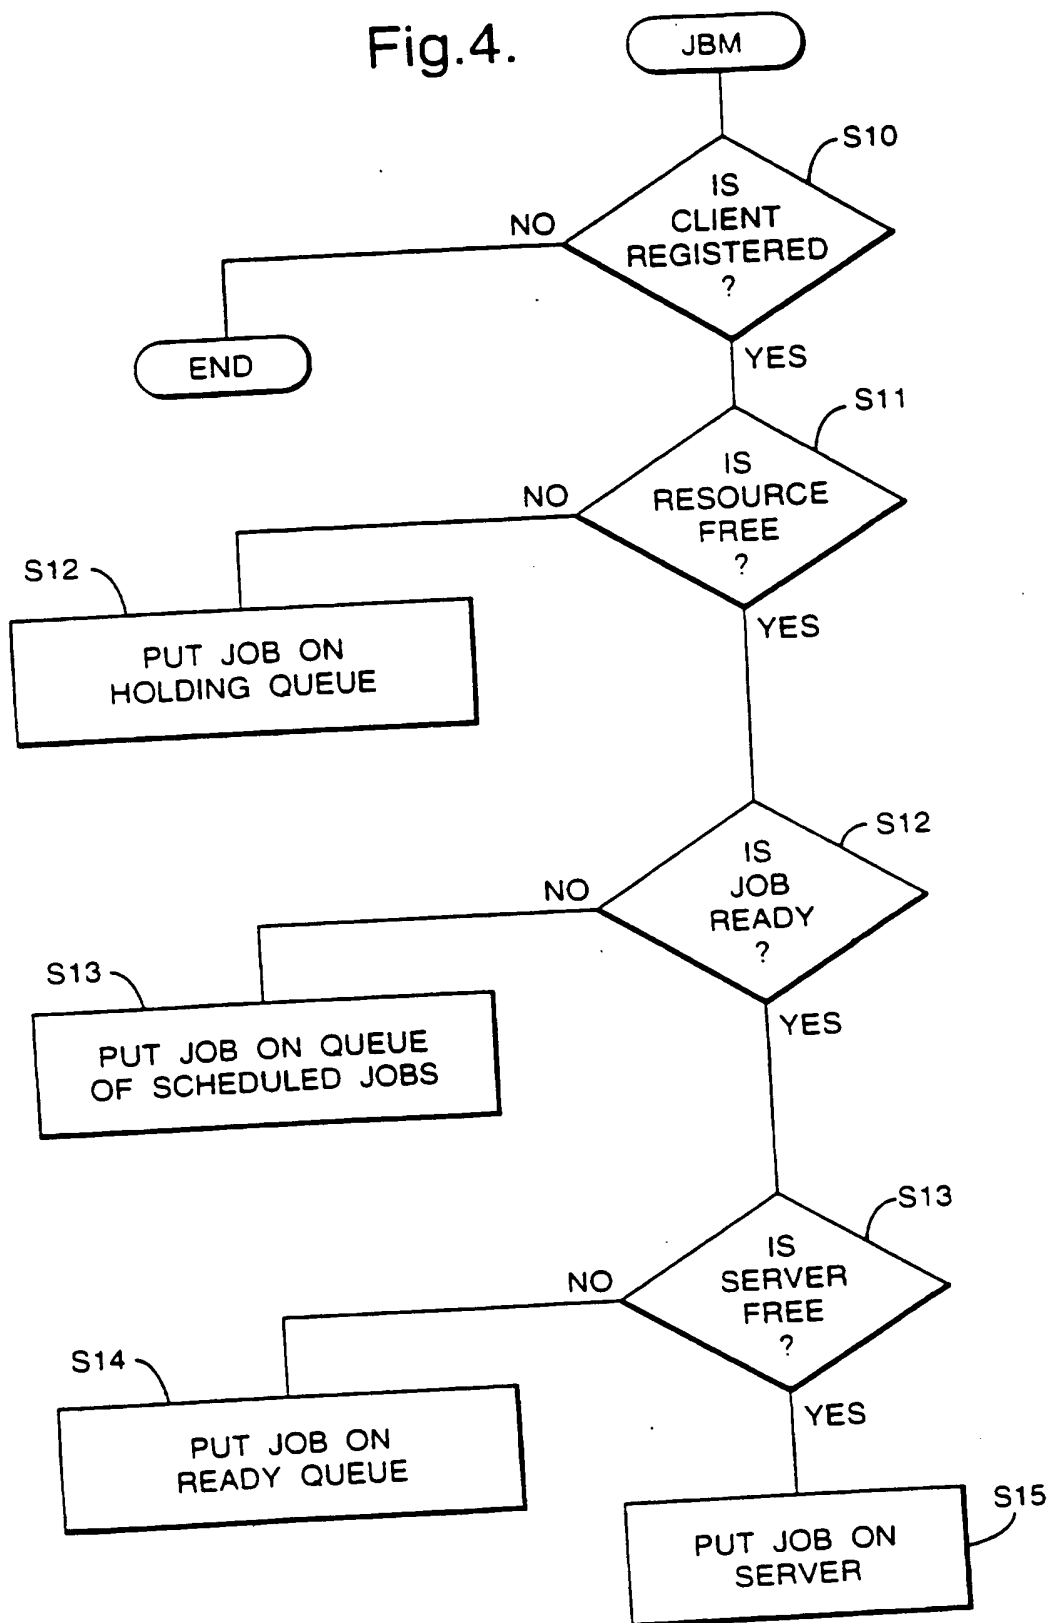 Fig.4.
JBM
S10
IS
CLIENT
REGISTERED
?
NO
YES
END
S11
IS
RESOURCE
FREE
?
NO
YES
S12
PUT JOB ON
HOLDING QUEUE
S12
IS
JOB
READY
?
NO
YES
S13
PUT JOB ON QUEUE
OF SCHEDULED JOBS
S13
IS
SERVER
FREE
?
NO
YES
S14
PUT JOB ON
READY QUEUE
S15
PUT JOB ON
SERVER